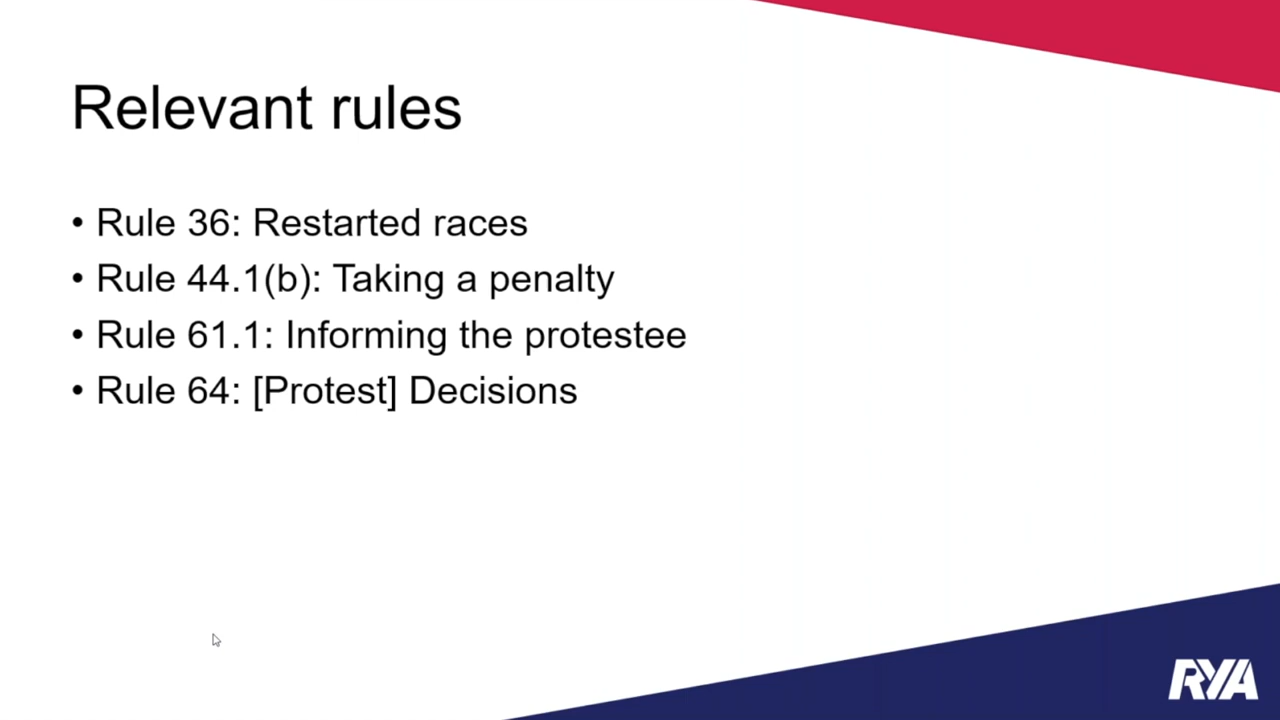 Relevant rules
• Rule 36: Restarted races
• Rule 44.1(b): Taking a penalty
• Rule 61.1: Informing the protestee
• Rule 64: [Protest] Decisions
RYA